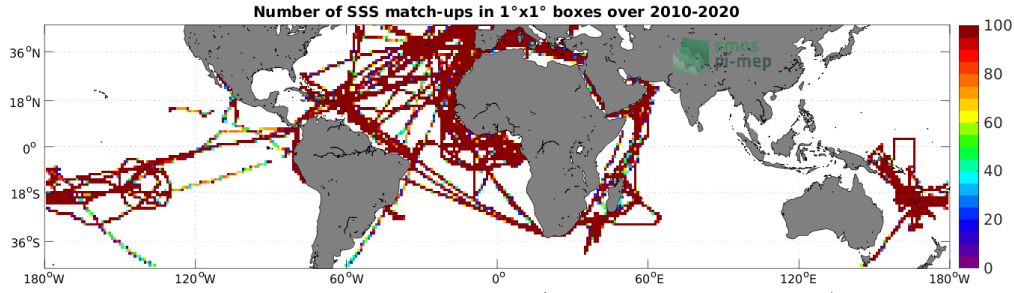 Number of SSS match-ups in 1°x1° boxes over 2010-2020
smos
pi-mep
36°N
18°N
0°
18°S
36°S
180°W
120°W
60°W
0°
60°E
120°E
180°W
100
80
60
40
20
0